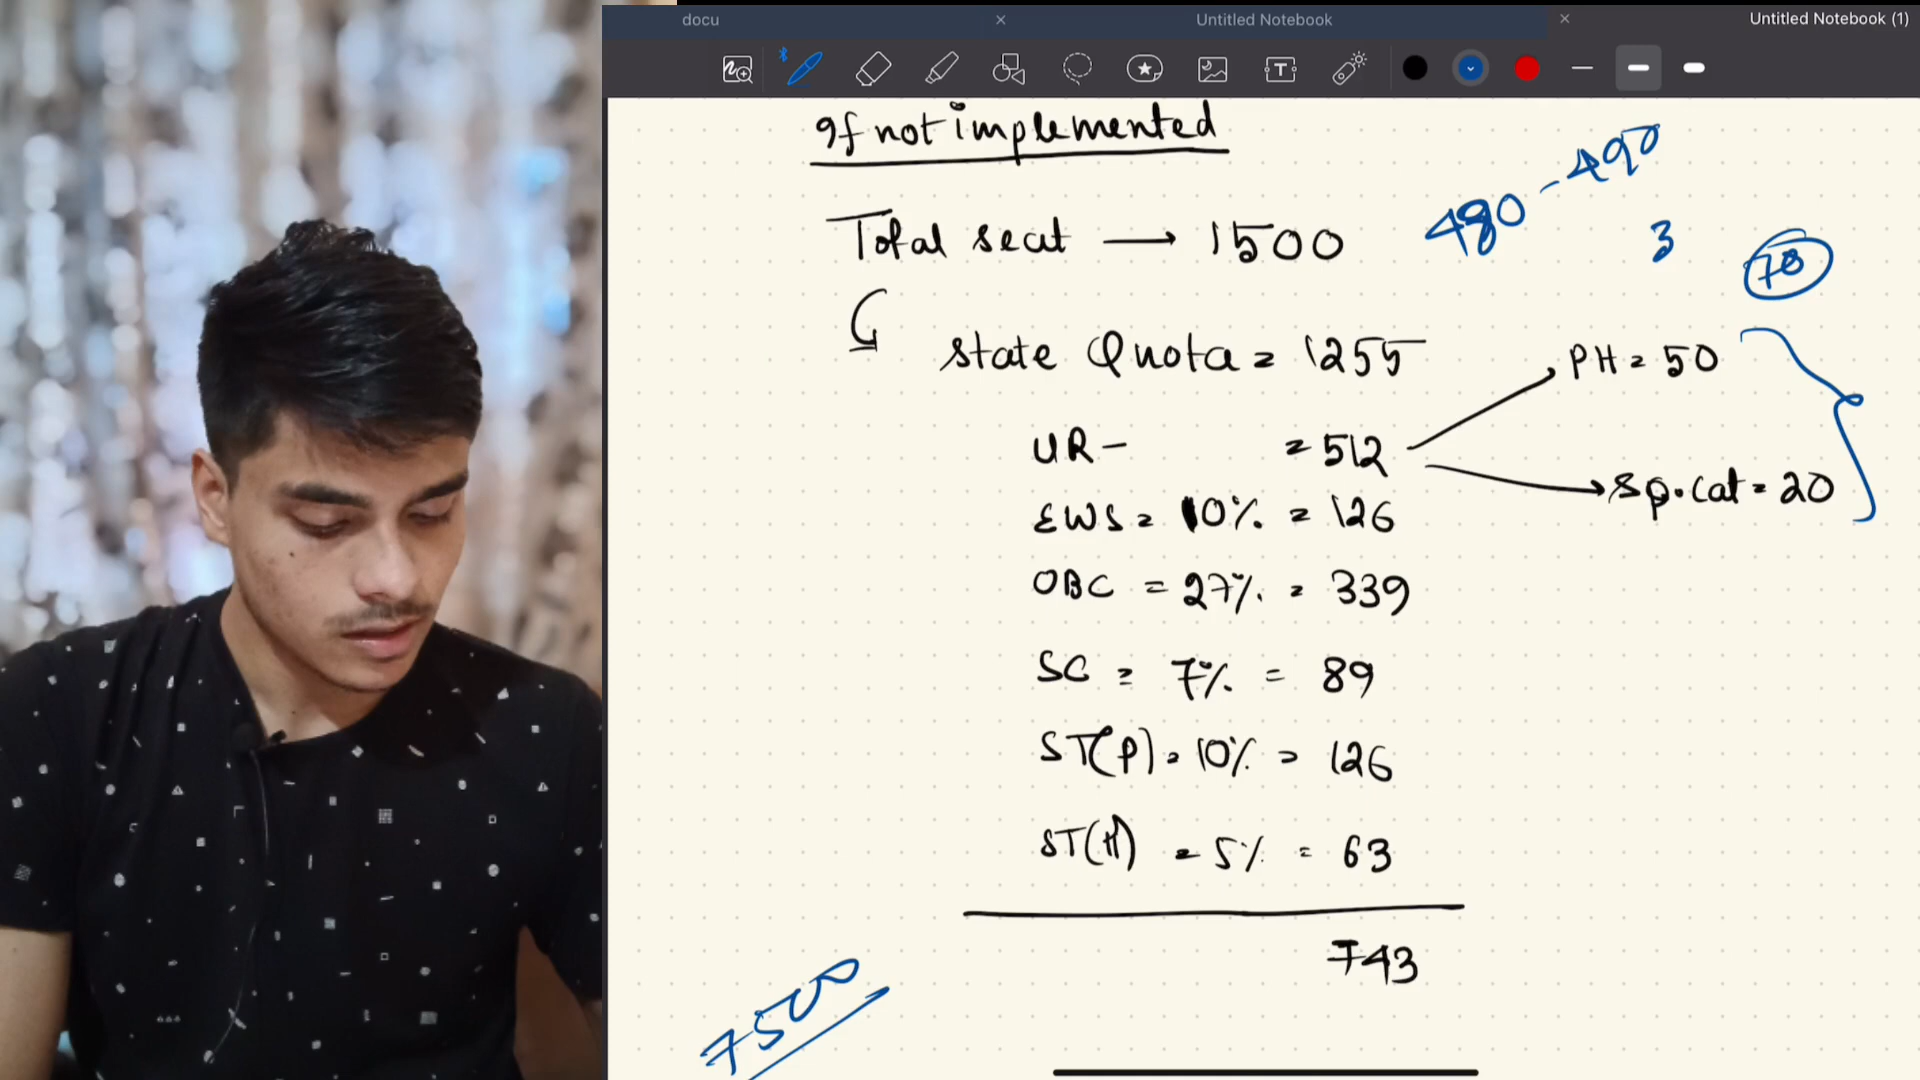 docu × Untitled Notebook × Untitled Notebook (1)
If not implemented
480 - 490
Total seat → 1500
3
70
State Quota = 1255
PH = 50
UR - = 512
Sp. Cat = 20
EWS = 10% = 126
OBC = 27% = 339
SC = 7% = 89
ST(P) = 10% = 126
ST(H) = 5% = 63
743
7500